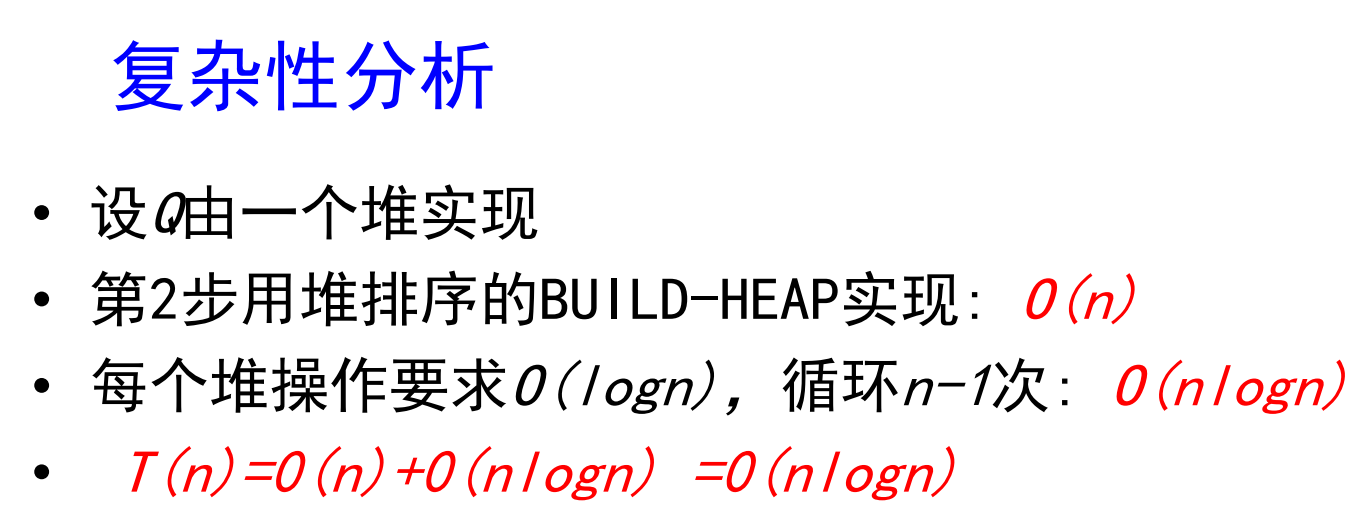 复杂性分析
• 设Q由一个堆实现
• 第2步用堆排序的BUILD-HEAP实现: O(n)
• 每个堆操作要求O(logn), 循环n-1次: O(nlogn)
• T(n)=O(n)+O(nlogn) =O(nlogn)